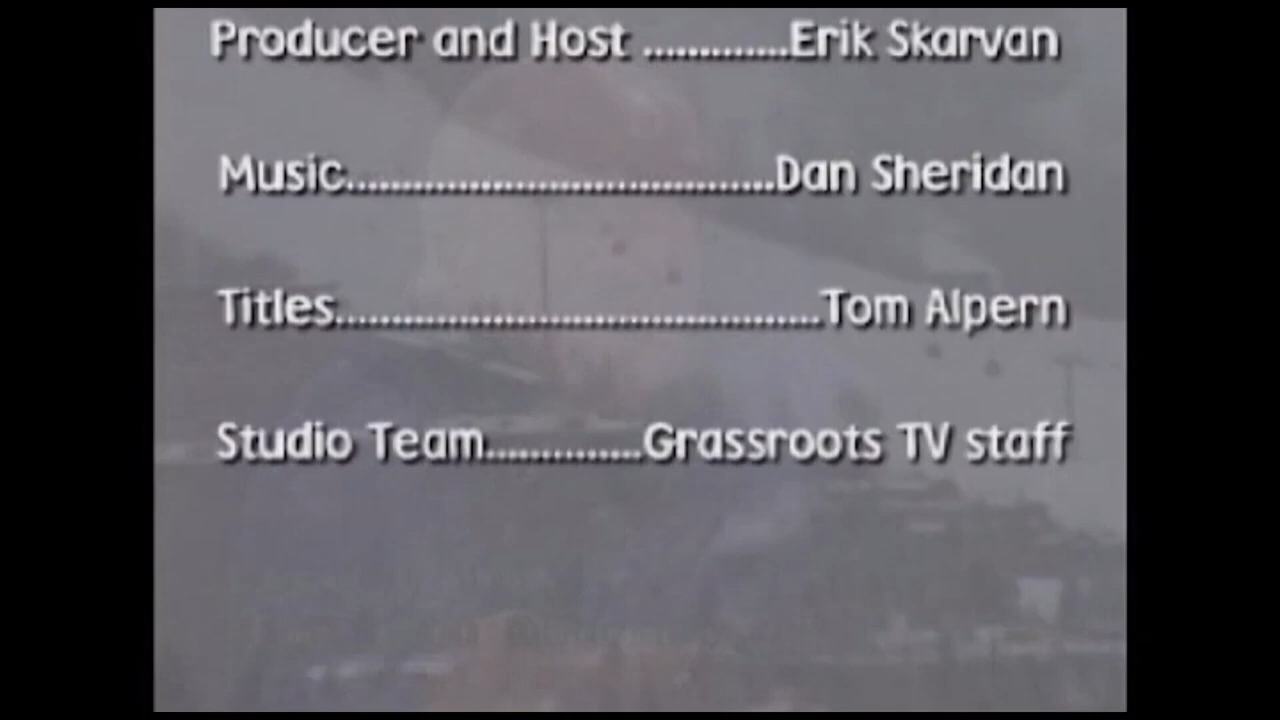 Producer and Host .............Erik Skarvan
Music......................................Dan Sheridan
Titles...........................................Tom Alpern
Studio Team..............Grassroots TV staff